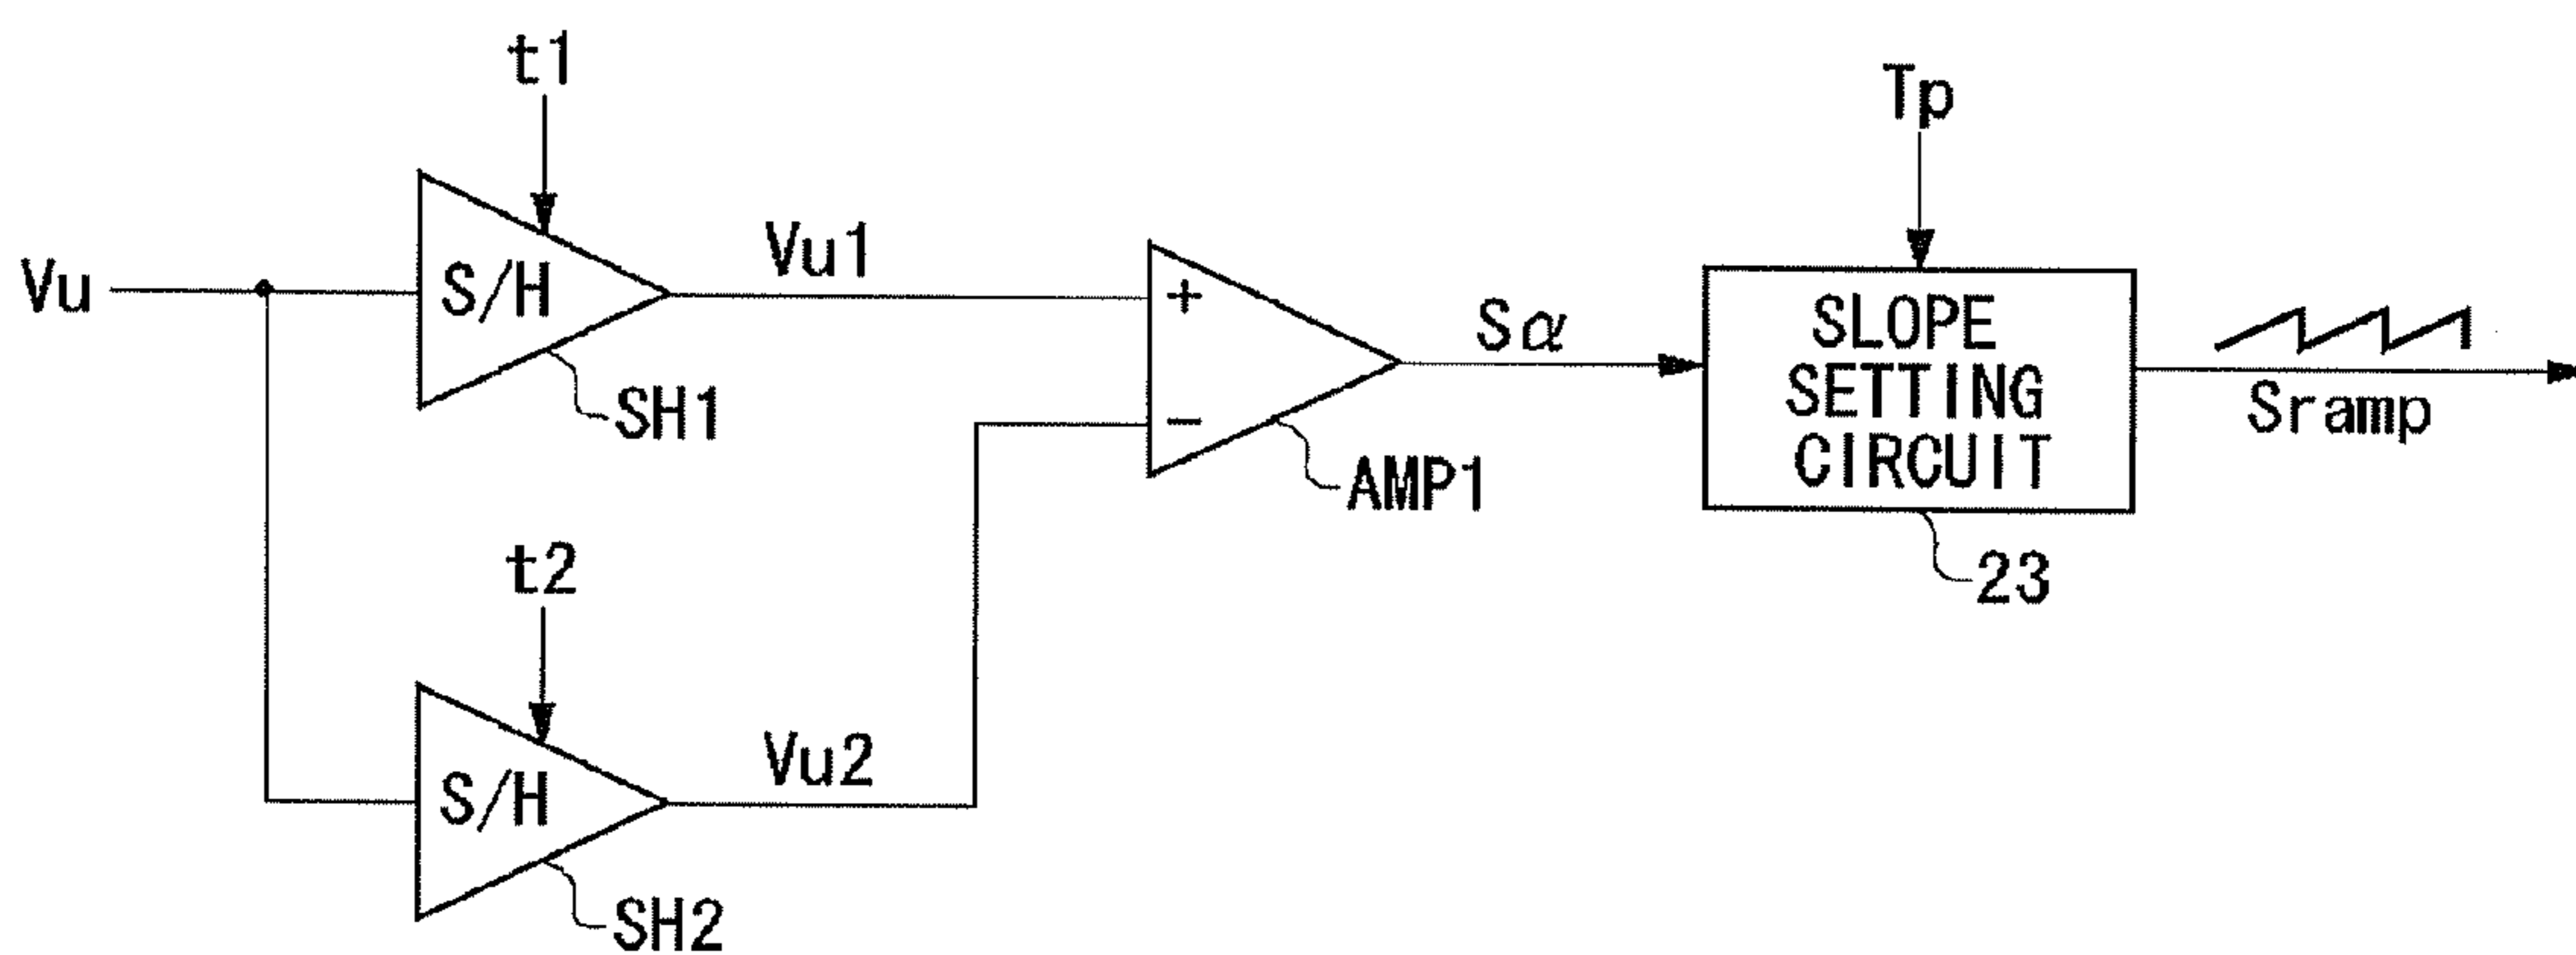 t1
Tp
Vu
S/H
Vu1
+
−
Sα
SLOPE
SETTING
CIRCUIT
Sramp
SH1
AMP1
23
t2
S/H
Vu2
SH2